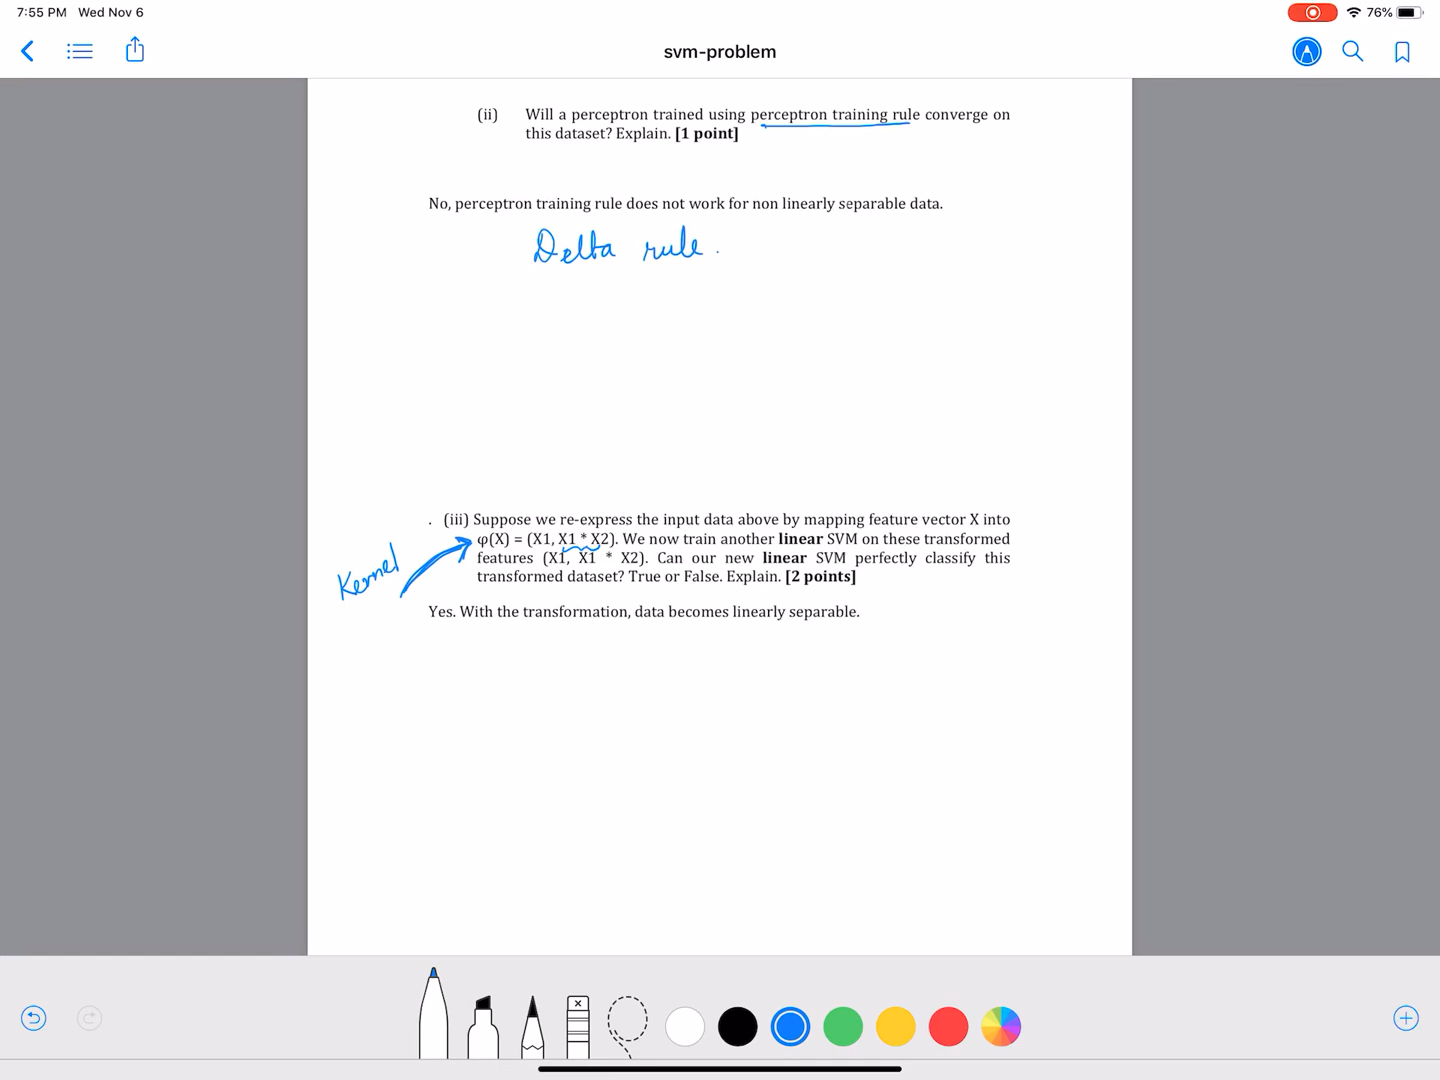 7:55 PM Wed Nov 6
76%
svm-problem
(ii) Will a perceptron trained using perceptron training rule converge on
this dataset? Explain. [1 point]
No, perceptron training rule does not work for non linearly separable data.
Delta rule .
. (iii) Suppose we re-express the input data above by mapping feature vector X into
φ(X) = (X1, X1 * X2). We now train another linear SVM on these transformed
features (X1, X1 * X2). Can our new linear SVM perfectly classify this
transformed dataset? True or False. Explain. [2 points]
Kernel
Yes. With the transformation, data becomes linearly separable.